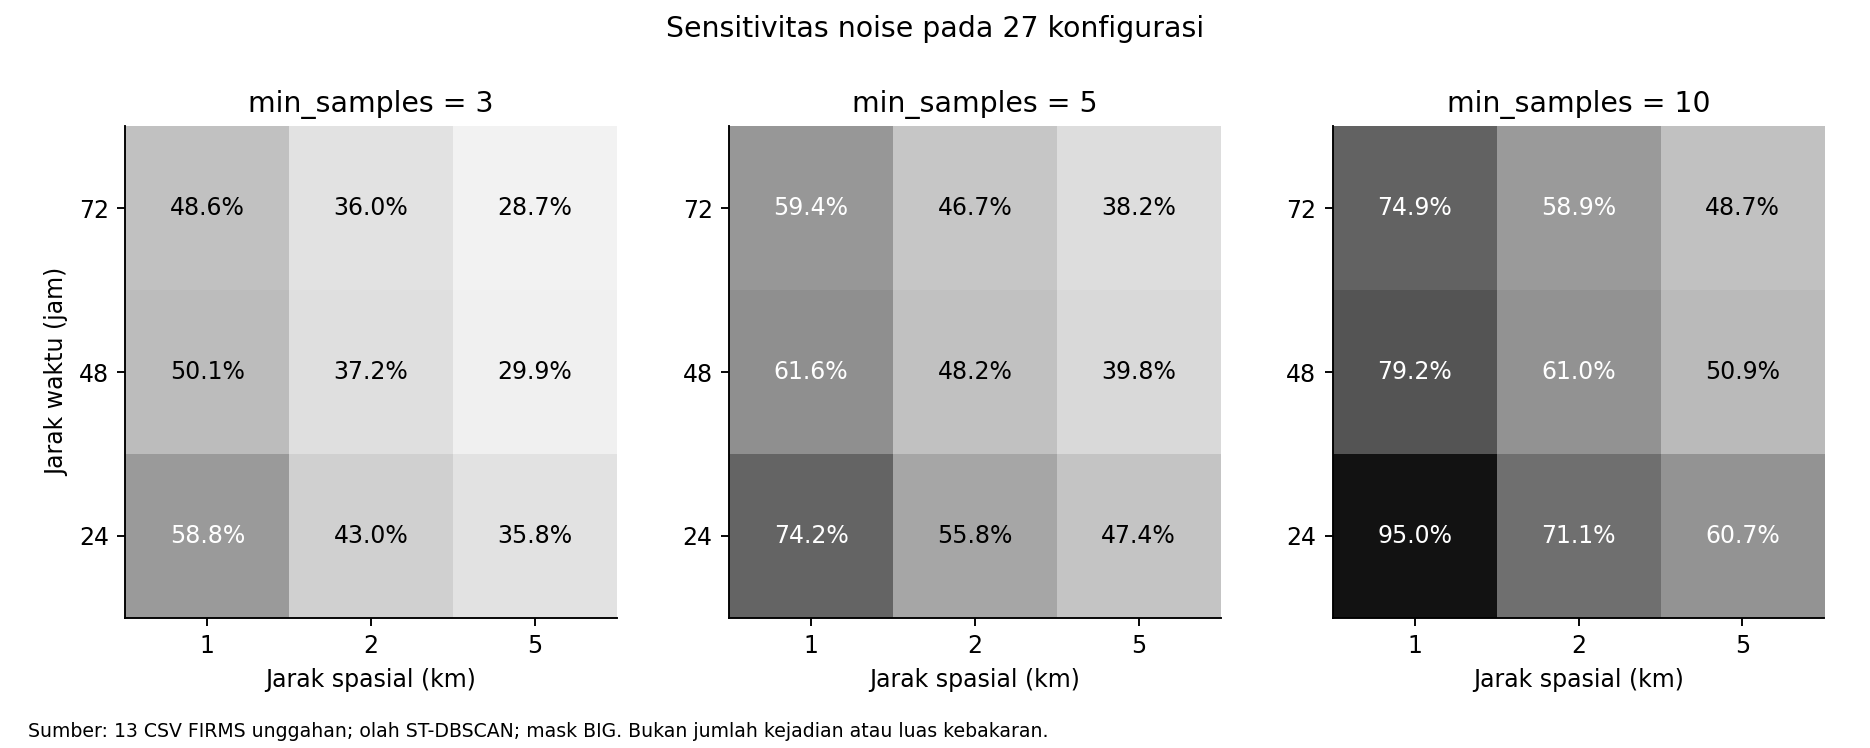 Sensitivitas noise pada 27 konfigurasi
min_samples = 3
min_samples = 5
min_samples = 10
Jarak waktu (jam)
72
48.6% 36.0% 28.7%
48
50.1% 37.2% 29.9%
24
58.8% 43.0% 35.8%
1 2 5
Jarak spasial (km)
72
59.4% 46.7% 38.2%
48
61.6% 48.2% 39.8%
24
74.2% 55.8% 47.4%
1 2 5
Jarak spasial (km)
72
74.9% 58.9% 48.7%
48
79.2% 61.0% 50.9%
24
95.0% 71.1% 60.7%
1 2 5
Jarak spasial (km)
Sumber: 13 CSV FIRMS unggahan; olah ST-DBSCAN; mask BIG. Bukan jumlah kejadian atau luas kebakaran.